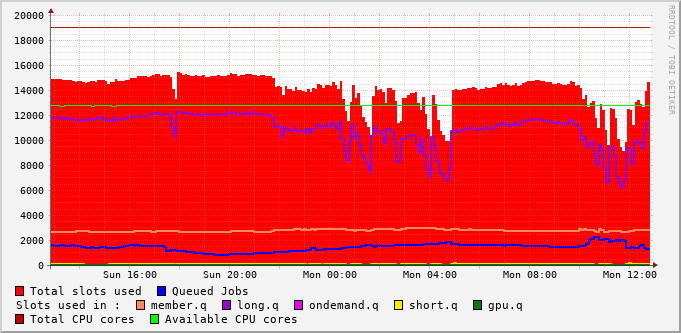 20000
18000
16000
14000
12000
10000
8000
6000
4000
2000
0
Sun 16:00 Sun 20:00 Mon 00:00 Mon 04:00 Mon 08:00 Mon 12:00
RRDTOOL / TOBI OETIKER
Total slots used Queued Jobs
Slots used in : member.q long.q ondemand.q short.q gpu.q
Total CPU cores Available CPU cores